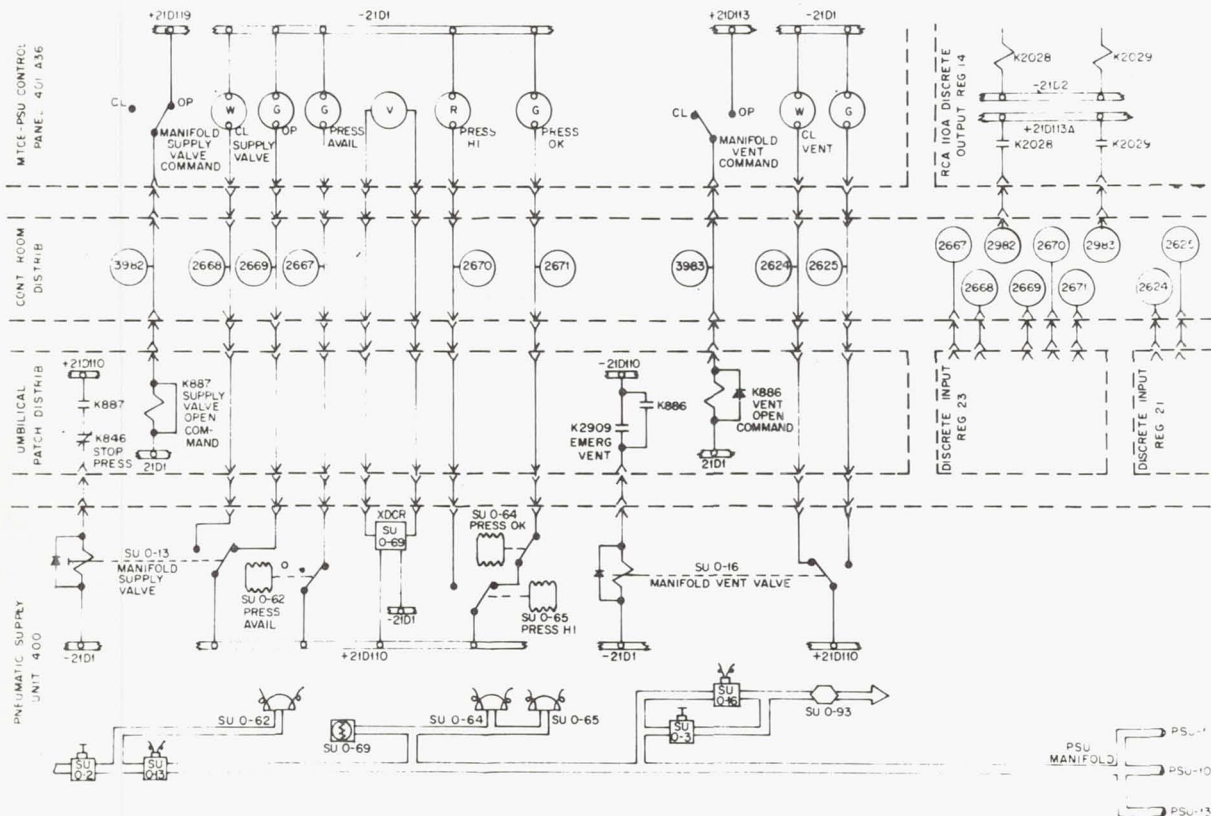 +21D119
-21D1
+21D113
-21D1
MTCE-PSU CONTROL
PANEL 401 A36
CL
OP
MANIFOLD
SUPPLY
VALVE
COMMAND
W
CL
SUPPLY
VALVE
G
OP
G
PRESS
AVAIL
V
R
PRESS
HI
G
PRESS
OK
CL
OP
MANIFOLD
VENT
COMMAND
W
CL
VENT
G
RCA 110A DISCRETE
OUTPUT REG 14
K2028
K2029
-21D2
+21D113A
K2028
K2029
CONT ROOM
DISTRIB
3982
2668
2669
2667
2670
2671
3983
2624
2625
2667
2982
2670
2983
2625
2668
2669
2671
2624
UMBILICAL
PATCH DISTRIB
+21D110
K887
K846
STOP
PRESS
K887
SUPPLY
VALVE
OPEN
COM-
MAND
21D1
-21D110
K886
K2909
EMERG
VENT
K886
VENT
OPEN
COMMAND
21D1
DISCRETE INPUT
REG 23
DISCRETE INPUT
REG 21
PNEUMATIC SUPPLY
UNIT 400
SU 0-13
MANIFOLD
SUPPLY
VALVE
-21D1
SU 0-62
PRESS
AVAIL
XDCR
SU
0-69
-21D1
+21D110
SU 0-64
PRESS OK
SU 0-65
PRESS HI
SU 0-16
MANIFOLD VENT VALVE
-21D1
+21D110
SU 0-62
SU 0-69
SU 0-64
SU 0-65
SU
0-16
SU 0-93
SU
0-3
SU
0-2
SU
0-13
PSU
MANIFOLD
PSU-1
PSU-10
PSU-13